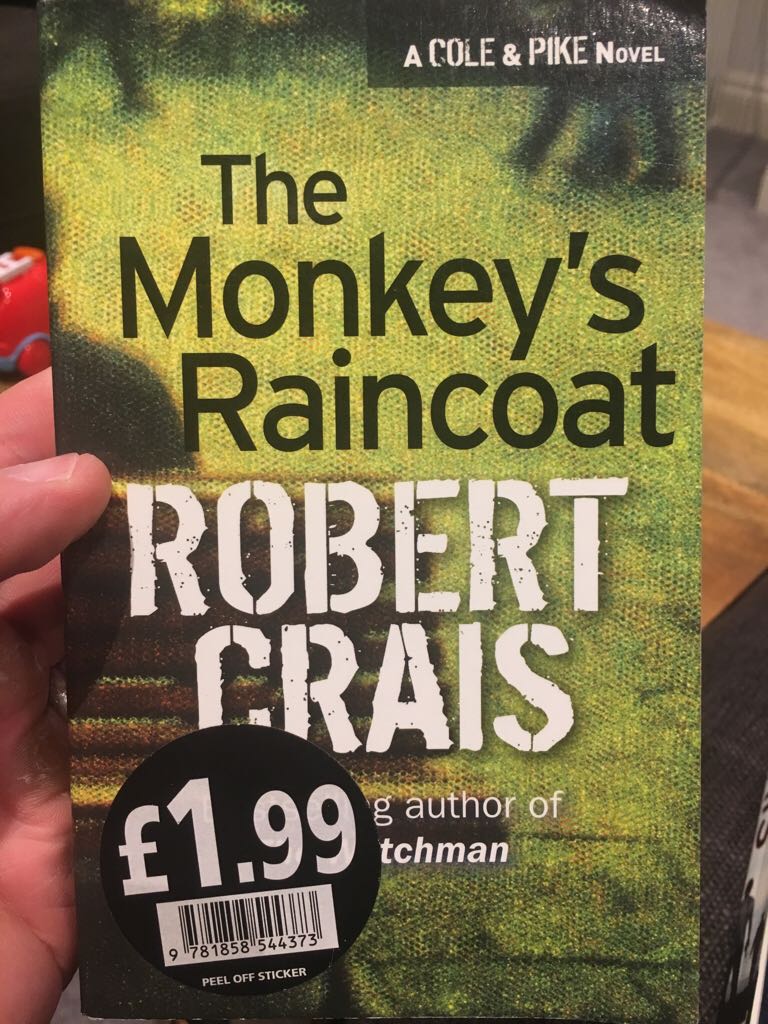 A COLE & PIKE NOVEL
The
Monkey's
Raincoat
ROBERT
CRAIS
g author of
tchman
£1.99
9 781858 544373
PEEL OFF STICKER